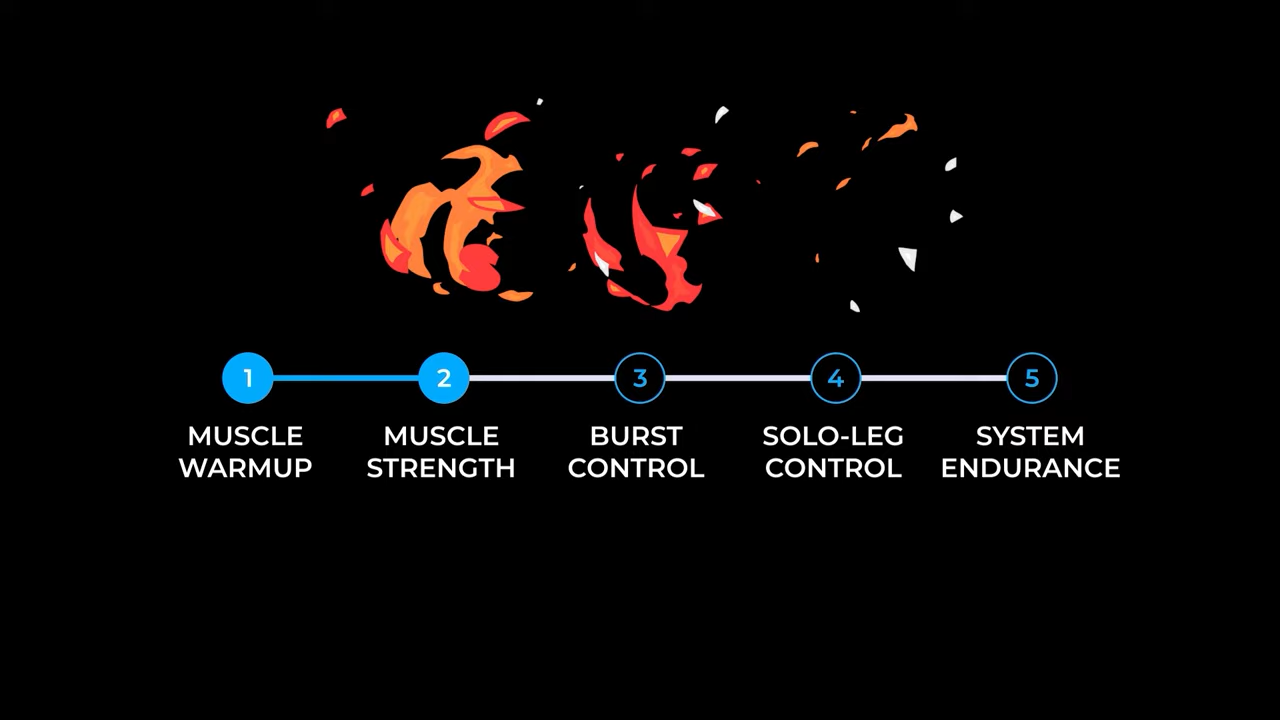 1 2 3 4 5
MUSCLE WARMUP
MUSCLE STRENGTH
BURST CONTROL
SOLO-LEG CONTROL
SYSTEM ENDURANCE